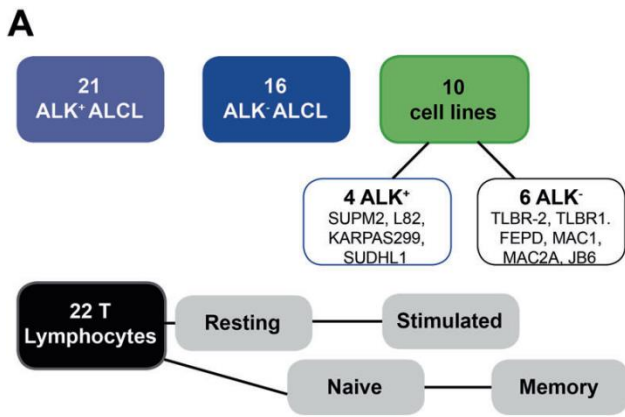 A
21
ALK⁺ ALCL
16
ALK⁻ ALCL
10
cell lines
4 ALK⁺
SUPM2, L82,
KARPAS299,
SUDHL1
6 ALK⁻
TLBR-2, TLBR1.
FEPD, MAC1,
MAC2A, JB6
22 T
Lymphocytes
Resting
Stimulated
Naive
Memory